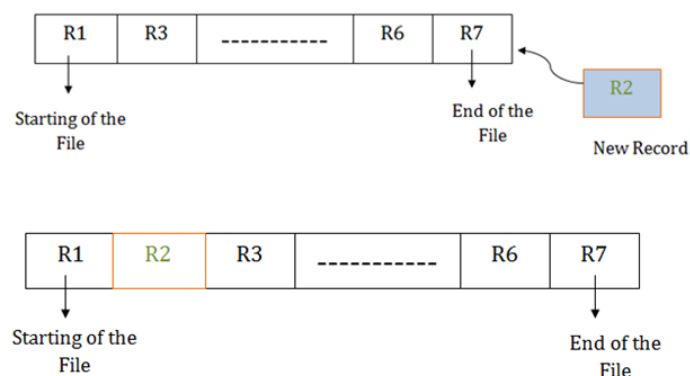 R1 R3 ----------- R6 R7
R2
Starting of the
File
End of the
File
New Record
R1 R2 R3 ----------- R6 R7
Starting of the
File
End of the
File